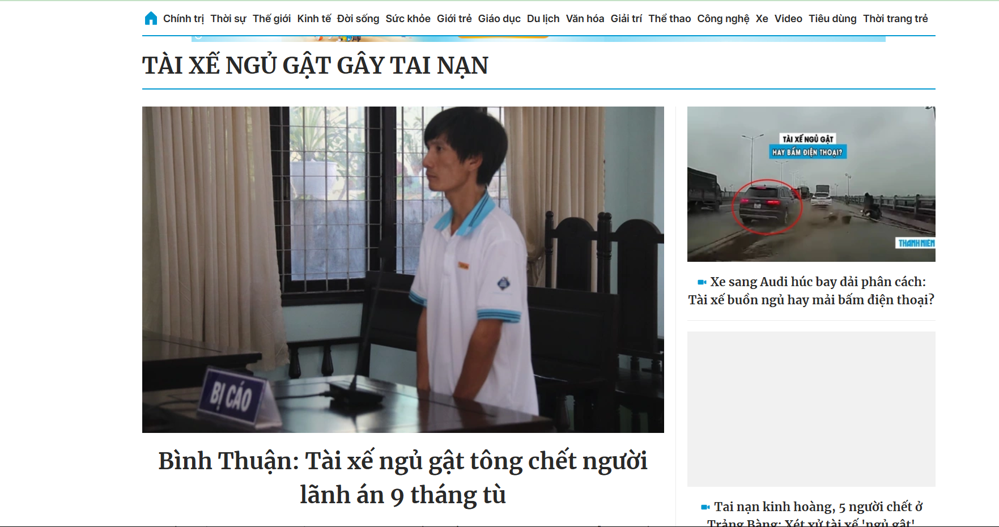 Chính trị Thời sự Thế giới Kinh tế Đời sống Sức khỏe Giới trẻ Giáo dục Du lịch Văn hóa Giải trí Thể thao Công nghệ Xe Video Tiêu dùng Thời trang trẻ
TÀI XẾ NGỦ GẬT GÂY TAI NẠN
BỊ CÁO
Bình Thuận: Tài xế ngủ gật tông chết người
lãnh án 9 tháng tù
TÀI XẾ NGỦ GẬT
HAY BẤM ĐIỆN THOẠI?
THANH NIÊN
Xe sang Audi húc bay dải phân cách:
Tài xế buồn ngủ hay mải bấm điện thoại?
Tai nạn kinh hoàng, 5 người chết ở
Trảng Bàng: Xét xử tài xế 'ngủ gật'